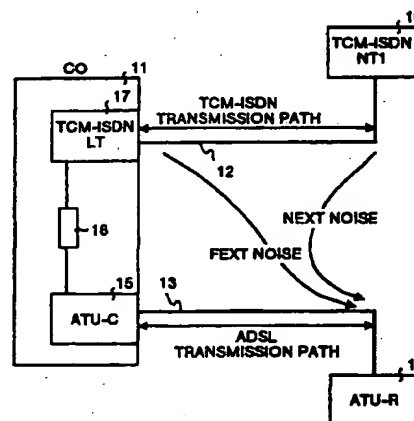 CO
11
17
TCM-ISDN
LT
TCM-ISDN
NT1
TCM-ISDN
TRANSMISSION PATH
12
NEXT NOISE
FEXT NOISE
18
15
ATU-C
13
ADSL
TRANSMISSION PATH
ATU-R